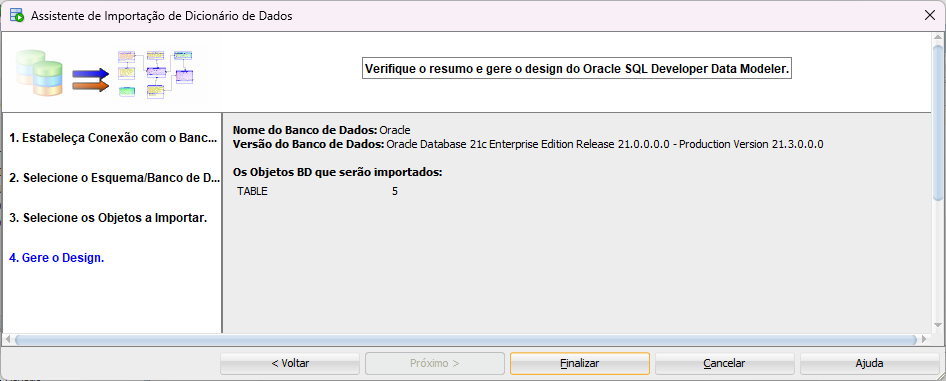 Assistente de Importação de Dicionário de Dados
Verifique o resumo e gere o design do Oracle SQL Developer Data Modeler.
1. Estabeleça Conexão com o Banc...
2. Selecione o Esquema/Banco de D...
3. Selecione os Objetos a Importar.
4. Gere o Design.
Nome do Banco de Dados: Oracle
Versão do Banco de Dados: Oracle Database 21c Enterprise Edition Release 21.0.0.0.0 - Production Version 21.3.0.0.0
Os Objetos BD que serão importados:
TABLE 5
< Voltar
Próximo >
Finalizar
Cancelar
Ajuda